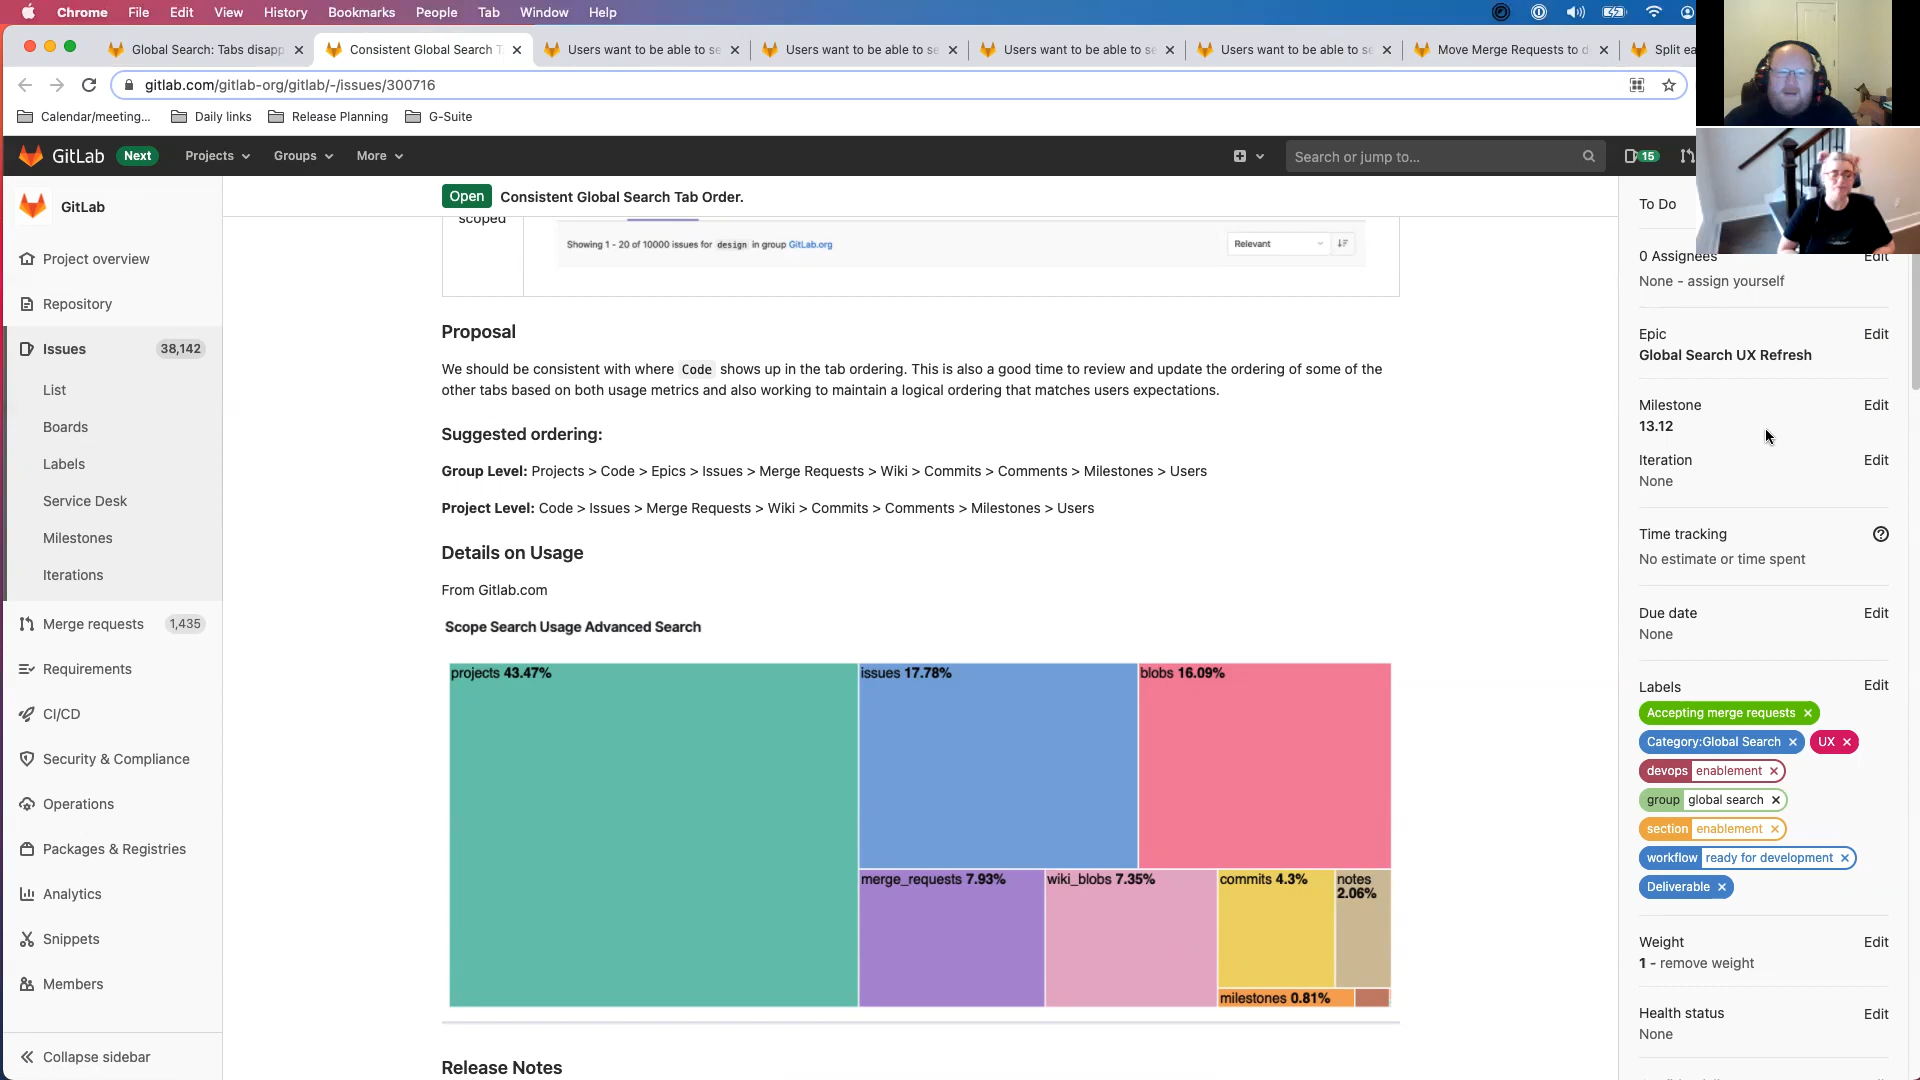 Chrome File Edit View History Bookmarks People Tab Window Help
Global Search: Tabs disapp
Consistent Global Search T
Users want to be able to se
Users want to be able to se
Users want to be able to se
Users want to be able to se
Move Merge Requests to d
Split ea
gitlab.com/gitlab-org/gitlab/-/issues/300716
Calendar/meeting... Daily links Release Planning G-Suite
GitLab Next Projects Groups More Search or jump to... 15
GitLab
Project overview
Repository
Issues 38,142
List
Boards
Labels
Service Desk
Milestones
Iterations
Merge requests 1,435
Requirements
CI/CD
Security & Compliance
Operations
Packages & Registries
Analytics
Snippets
Members
Collapse sidebar
Open Consistent Global Search Tab Order.
scoped
Showing 1 - 20 of 10000 issues for design in group GitLab.org Relevant
Proposal
We should be consistent with where Code shows up in the tab ordering. This is also a good time to review and update the ordering of some of the
other tabs based on both usage metrics and also working to maintain a logical ordering that matches users expectations.
Suggested ordering:
Group Level: Projects > Code > Epics > Issues > Merge Requests > Wiki > Commits > Comments > Milestones > Users
Project Level: Code > Issues > Merge Requests > Wiki > Commits > Comments > Milestones > Users
Details on Usage
From Gitlab.com
Scope Search Usage Advanced Search
projects 43.47%
issues 17.78%
blobs 16.09%
merge_requests 7.93%
wiki_blobs 7.35%
commits 4.3%
notes
2.06%
milestones 0.81%
Release Notes
To Do
0 Assignees Edit
None - assign yourself
Epic Edit
Global Search UX Refresh
Milestone Edit
13.12
Iteration Edit
None
Time tracking
No estimate or time spent
Due date Edit
None
Labels Edit
Accepting merge requests
Category:Global Search UX
devops enablement
group global search
section enablement
workflow ready for development
Deliverable
Weight Edit
1 - remove weight
Health status Edit
None